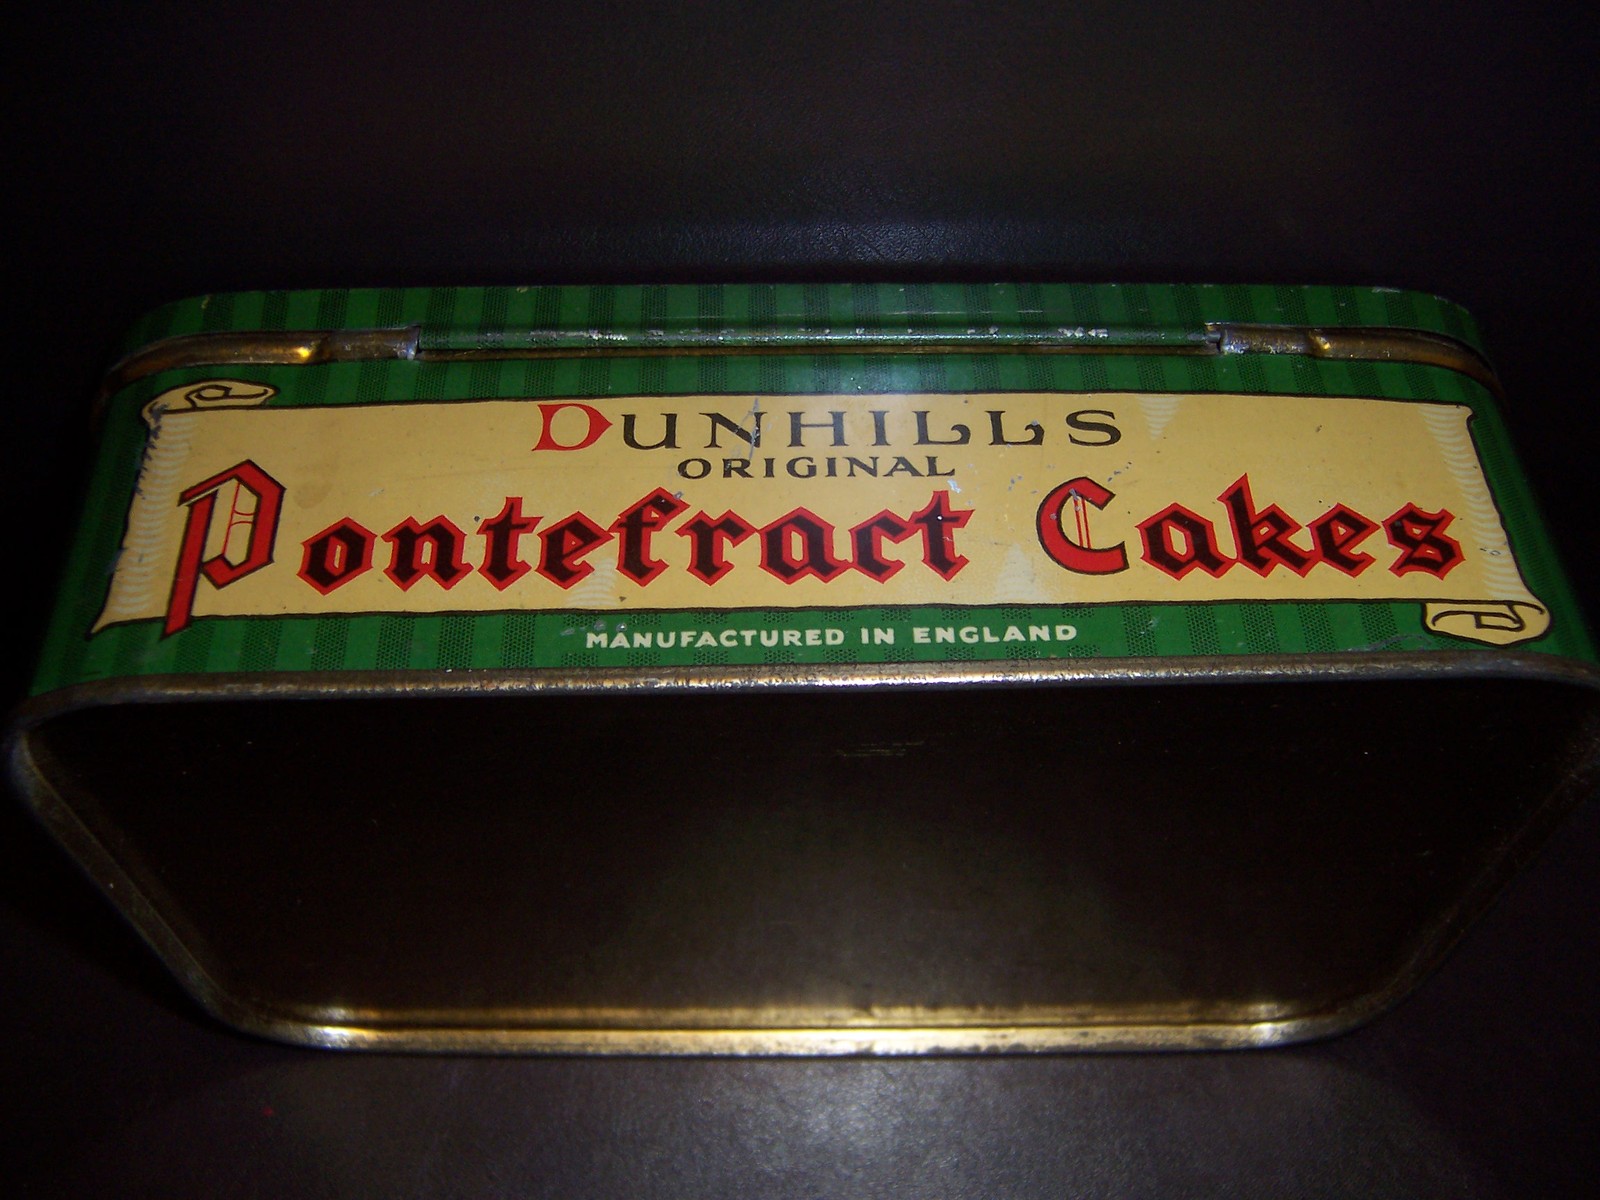 DUNHILLS
ORIGINAL
Pontefract Cakes
MANUFACTURED IN ENGLAND